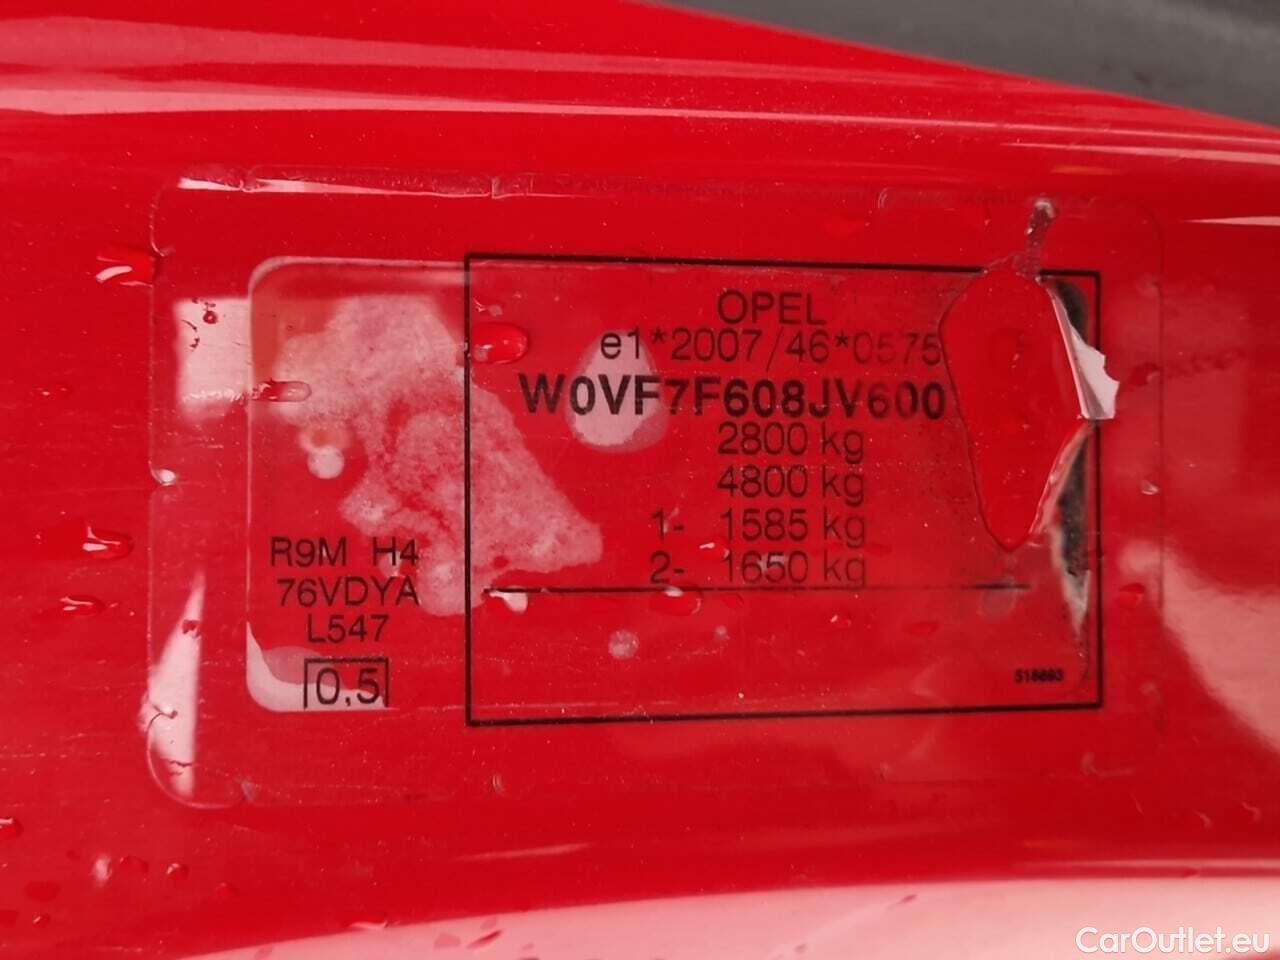 OPEL
e1*2007/46*0575
W0VF7F608JV600
2800 kg
4800 kg
1- 1585 kg
2- 1650 kg
R9M H4
76VDYA
L547
0,5
CarOutlet.eu